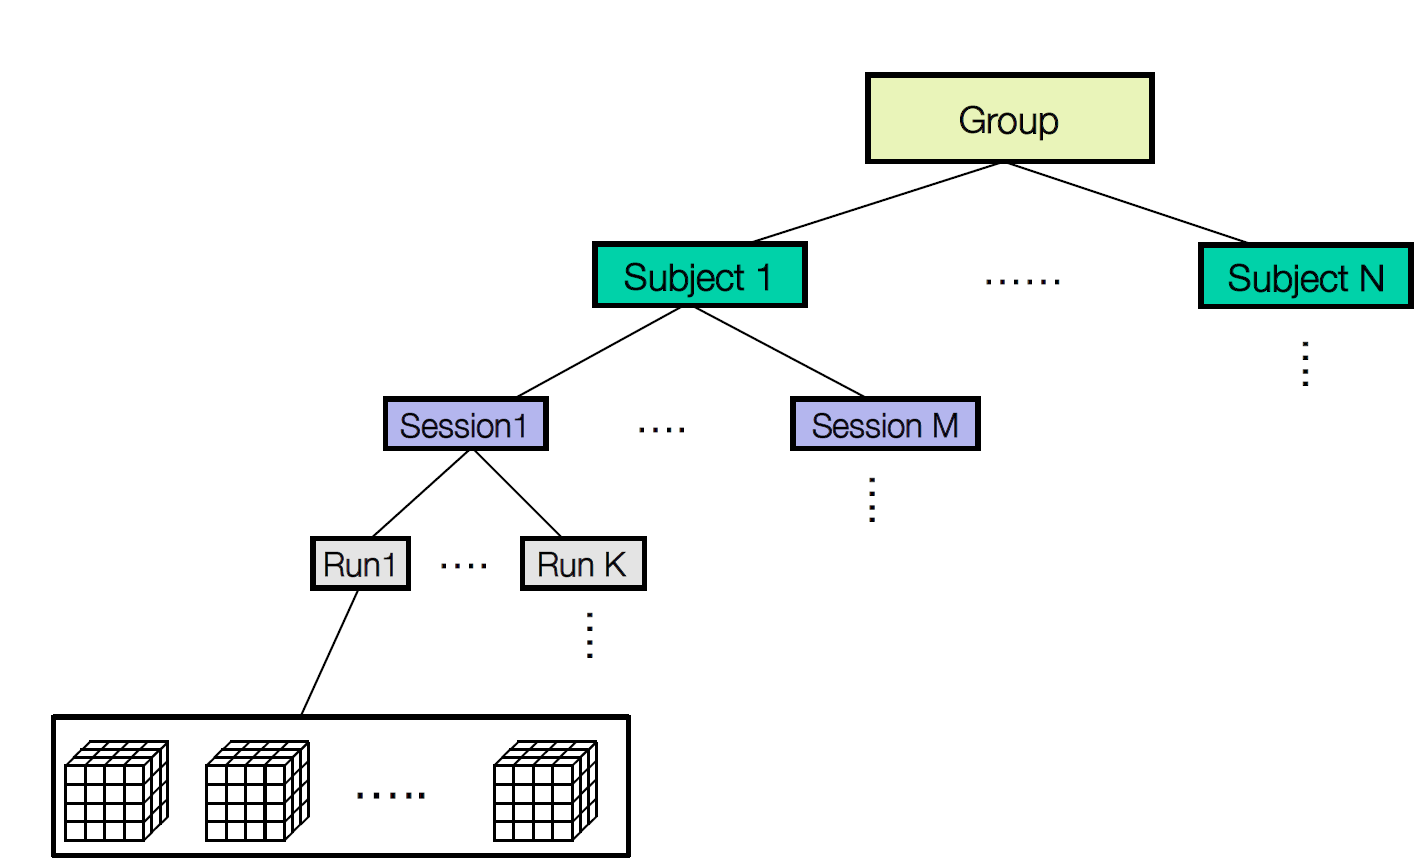 Group
Subject 1
......
Subject N
Session1
....
Session M
Run1
....
Run K
.....